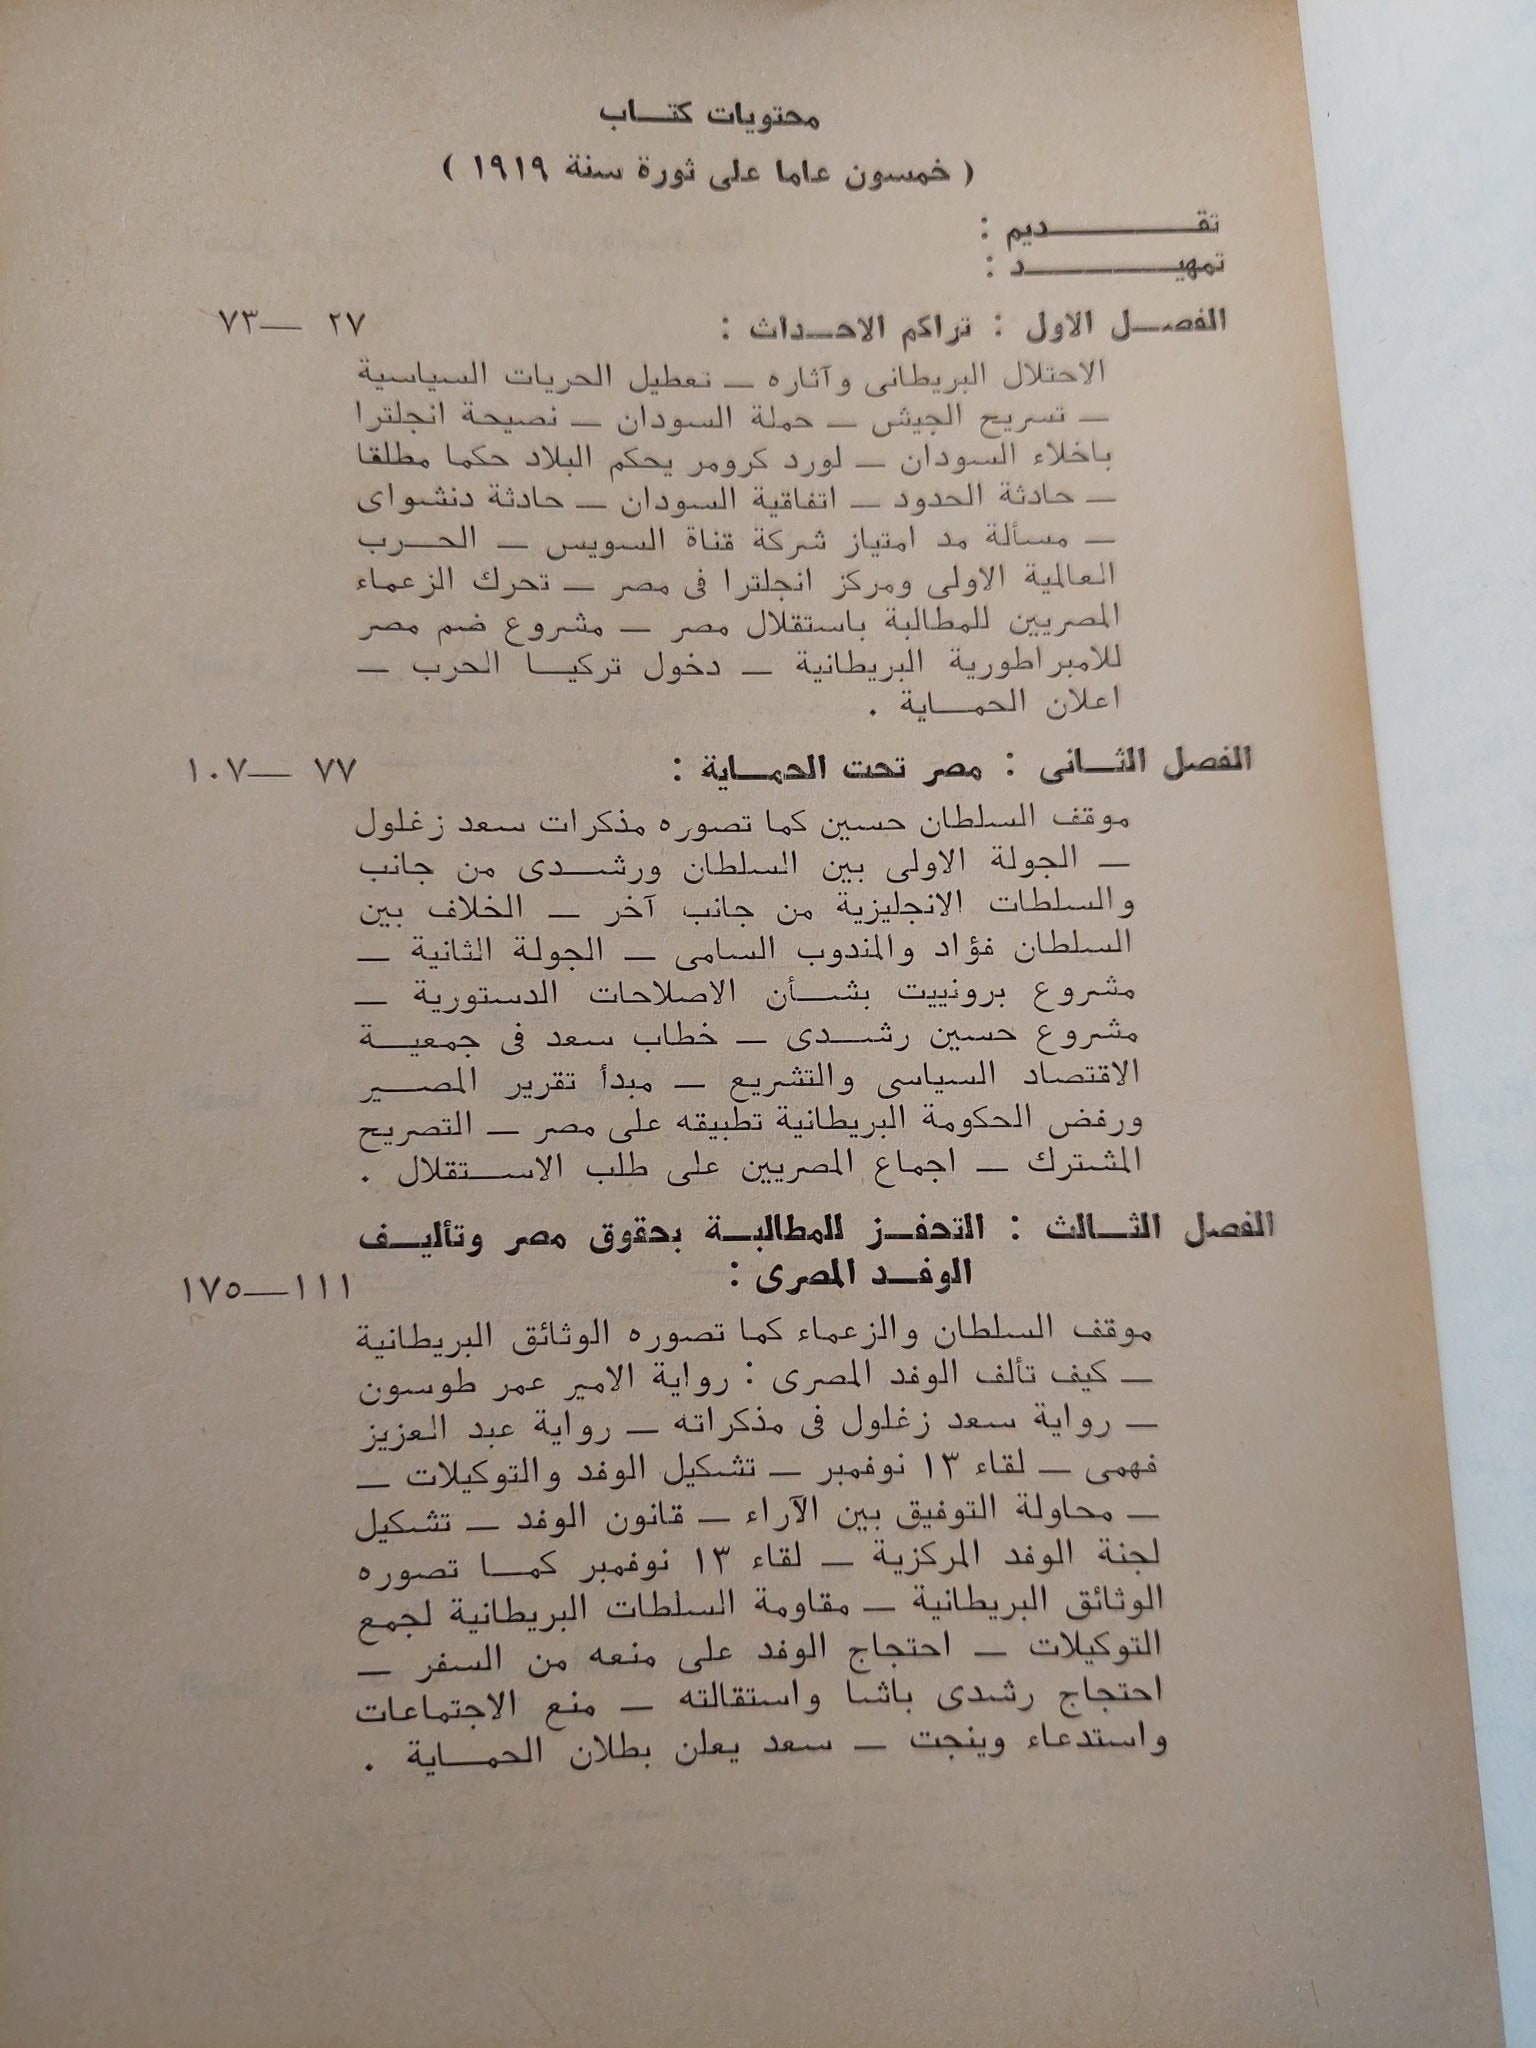 محتويات كتاب
( خمسون عاما على ثورة سنة ١٩١٩ )
تقديم :
تمهيد :
الفصل الاول : تراكم الاحداث : ٢٧ — ٧٣
الاحتلال البريطانى وآثاره — تعطيل الحريات السياسية
— تسريح الجيش — حملة السودان — نصيحة انجلترا
باخلاء السودان — لورد كرومر يحكم البلاد حكما مطلقا
— حادثة الحدود — اتفاقية السودان — حادثة دنشواى
— مسألة مد امتياز شركة قناة السويس — الحرب
العالمية الاولى ومركز انجلترا فى مصر — تحرك الزعماء
المصريين للمطالبة باستقلال مصر — مشروع ضم مصر
للامبراطورية البريطانية — دخول تركيا الحرب —
اعلان الحماية .
الفصل الثانى : مصر تحت الحماية : ٧٧ — ١٠٧
موقف السلطان حسين كما تصوره مذكرات سعد زغلول
— الجولة الاولى بين السلطان ورشدى من جانب
والسلطات الانجليزية من جانب آخر — الخلاف بين
السلطان فؤاد والمندوب السامى — الجولة الثانية —
مشروع برونييت بشأن الاصلاحات الدستورية —
مشروع حسين رشدى — خطاب سعد فى جمعية
الاقتصاد السياسى والتشريع — مبدأ تقرير المصير
ورفض الحكومة البريطانية تطبيقه على مصر — التصريح
المشترك — اجماع المصريين على طلب الاستقلال .
الفصل الثالث : التحفز للمطالبة بحقوق مصر وتأليف
الوفد المصرى : ١١١—١٧٥
موقف السلطان والزعماء كما تصوره الوثائق البريطانية
— كيف تألف الوفد المصرى : رواية الامير عمر طوسون
— رواية سعد زغلول فى مذكراته — رواية عبد العزيز
فهمى — لقاء ١٣ نوفمبر — تشكيل الوفد والتوكيلات —
— محاولة التوفيق بين الآراء — قانون الوفد — تشكيل
لجنة الوفد المركزية — لقاء ١٣ نوفمبر كما تصوره
الوثائق البريطانية — مقاومة السلطات البريطانية لجمع
التوكيلات — احتجاج الوفد على منعه من السفر —
احتجاج رشدى باشا واستقالته — منع الاجتماعات
واستدعاء وينجت — سعد يعلن بطلان الحماية .